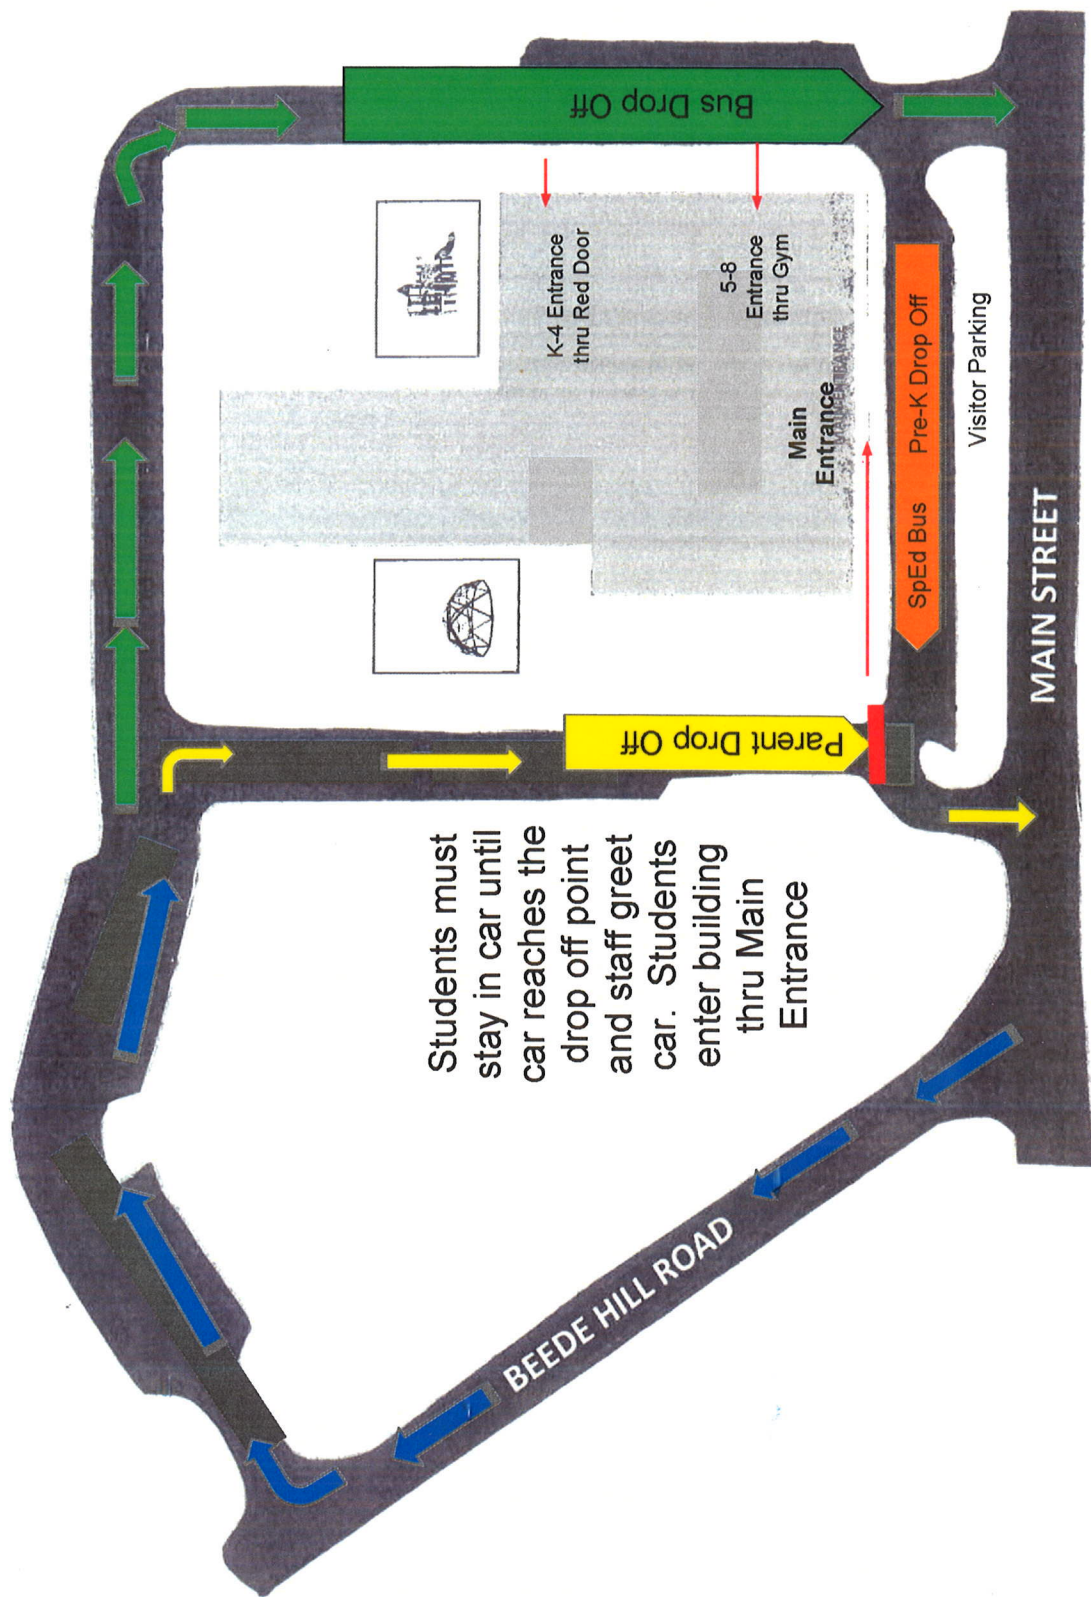 Bus Drop Off
K-4 Entrance
thru Red Door
5-8
Entrance
thru Gym
Main
Entrance
SpEd Bus Pre-K Drop Off
Visitor Parking
Parent Drop Off
MAIN STREET
Students must
stay in car until
car reaches the
drop off point
and staff greet
car. Students
enter building
thru Main
Entrance
BEEDE HILL ROAD